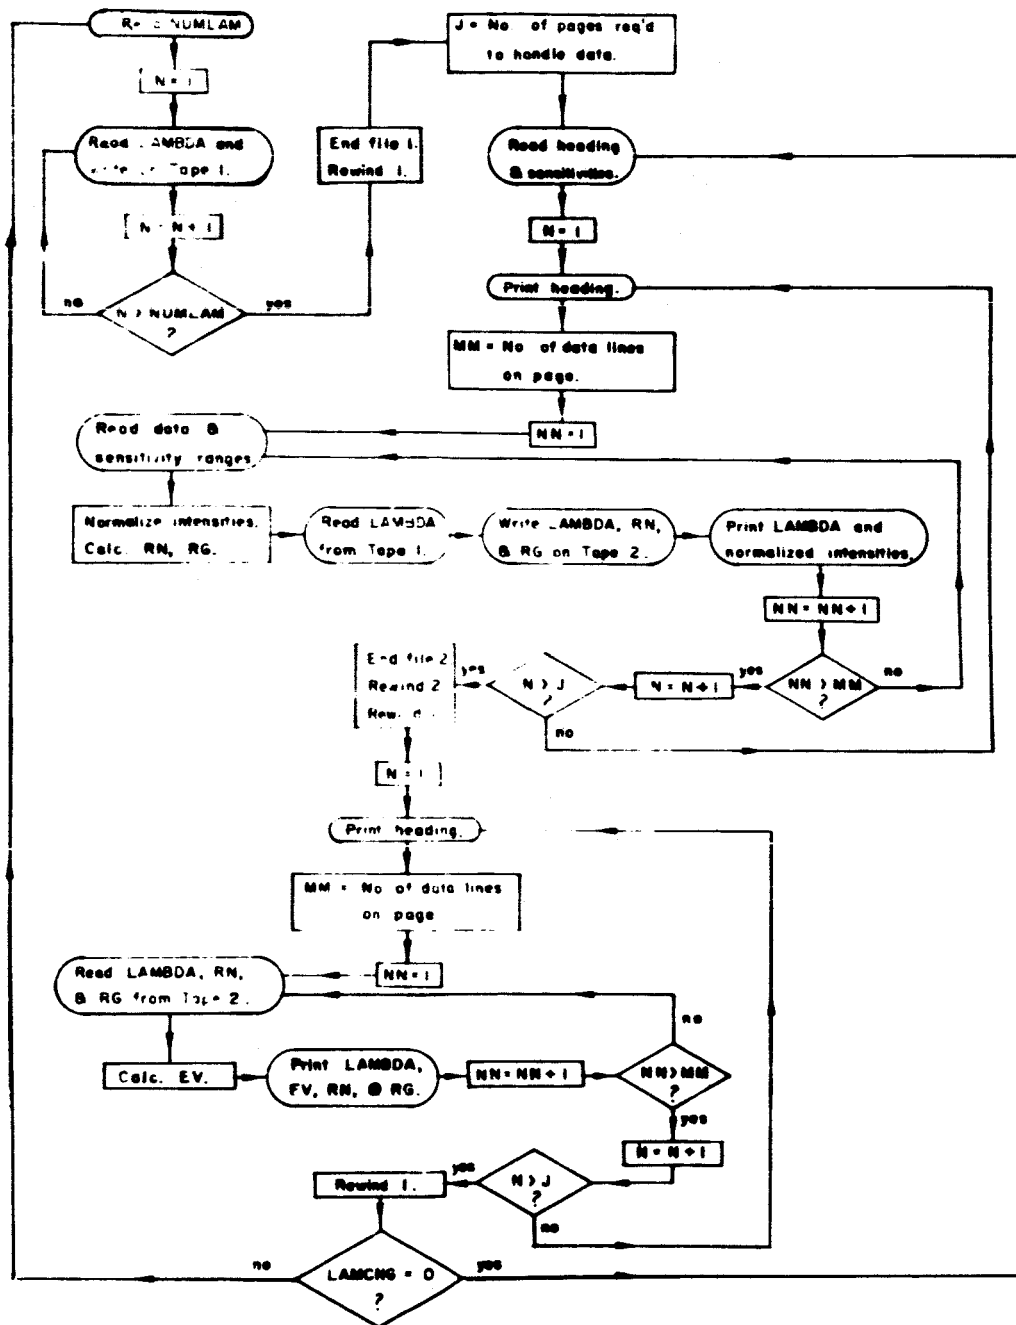 NUMLAM
N = 1
Read LAMBDA and
write on Tape 1.
N = N + 1
no
N > NUMLAM
?
yes
End file 1.
Rewind 1.
J = No. of pages req'd
to handle data.
Read heading
& sensitivities.
N = 1
Print heading.
MM = No. of data lines
on page.
NN = 1
Read data &
sensitivity ranges
Normalize intensities.
Calc. RN, RG.
Read LAMBDA
from Tape 1.
Write LAMBDA, RN,
& RG on Tape 2.
Print LAMBDA and
normalized intensities.
NN = NN + 1
NN > MM
?
no
yes
N = N + 1
N > J
?
yes
no
End file 2
Rewind 2
N = 1
Print heading.
MM = No of data lines
on page
NN = 1
Read LAMBDA, RN,
& RG from Tape 2.
Calc. EV.
Print LAMBDA,
EV, RN, @ RG.
NN = NN + 1
NN > MM
?
no
yes
N = N + 1
N > J
?
yes
no
Rewind 1.
LAMCNG = 0
?
no
yes